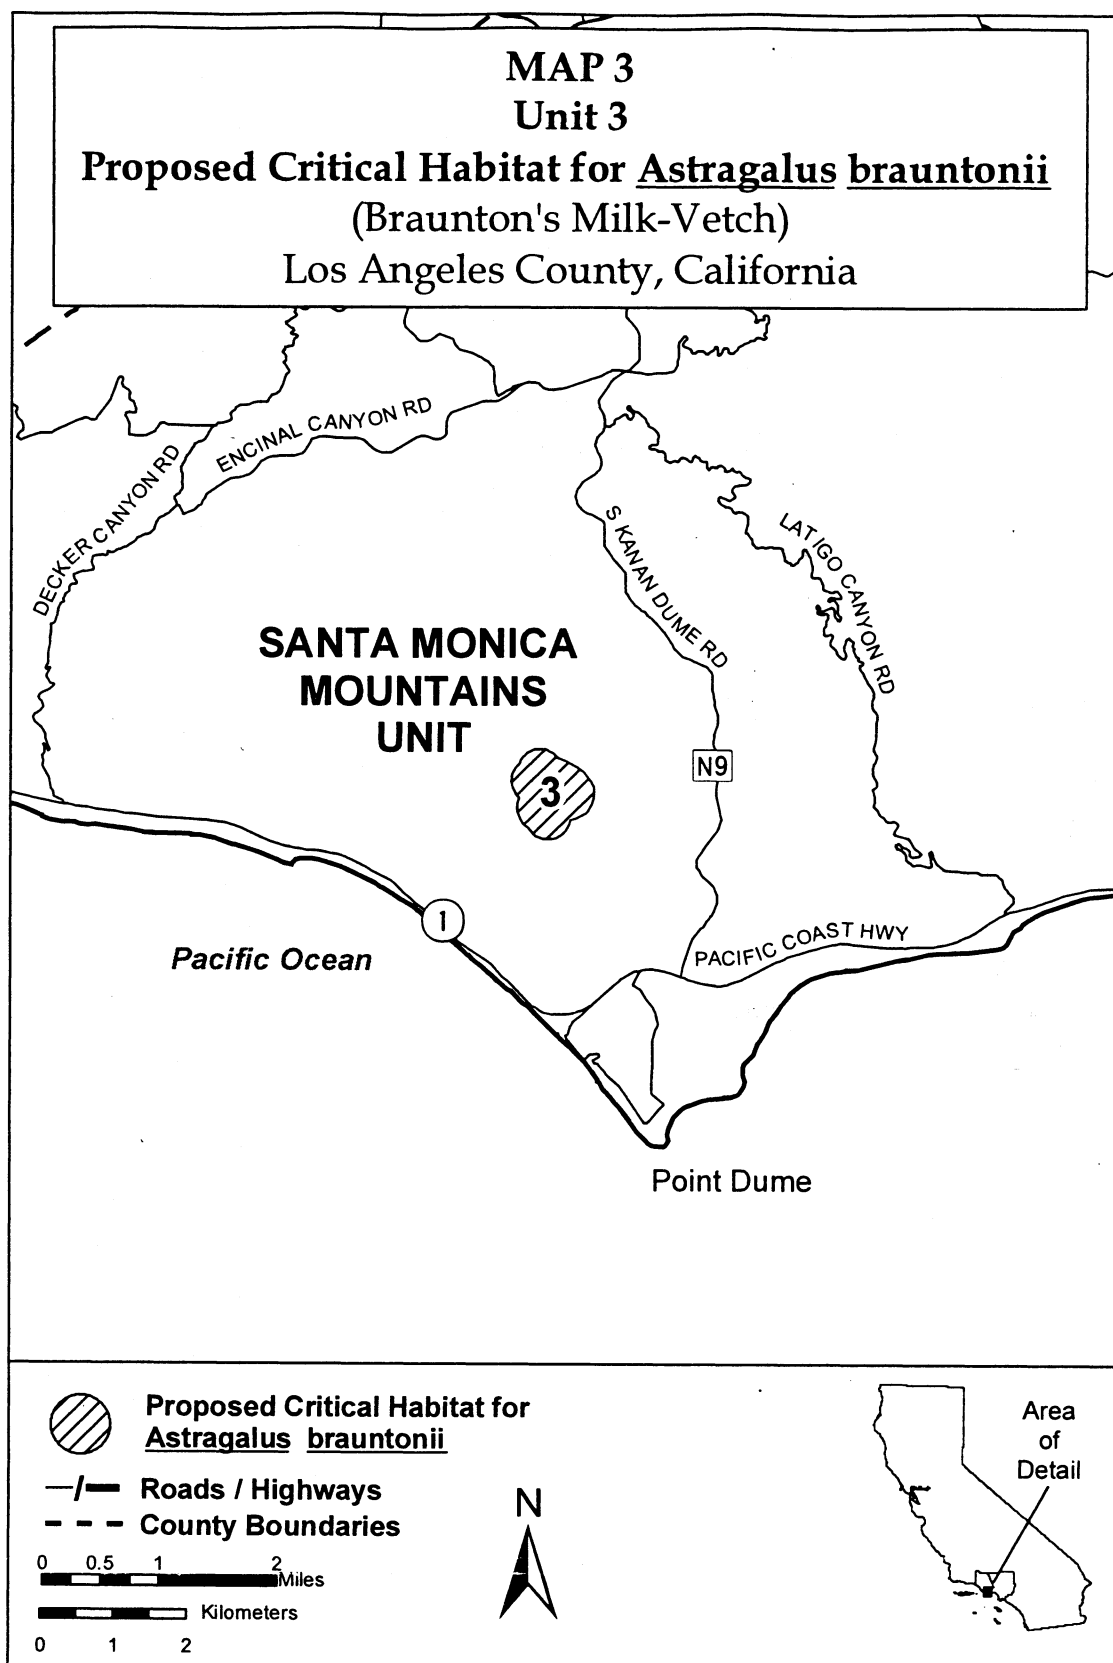 MAP 3
Unit 3
Proposed Critical Habitat for Astragalus brauntonii
(Braunton's Milk-Vetch)
Los Angeles County, California
ENCINAL CANYON RD
DECKER CANYON RD
S KANAN DUME RD
LATIGO CANYON RD
SANTA MONICA
MOUNTAINS
UNIT
3
N9
1
PACIFIC COAST HWY
Pacific Ocean
Point Dume
Proposed Critical Habitat for
Astragalus brauntonii
Roads / Highways
County Boundaries
0 0.5 1 2
Miles
Kilometers
0 1 2
N
Area
of
Detail